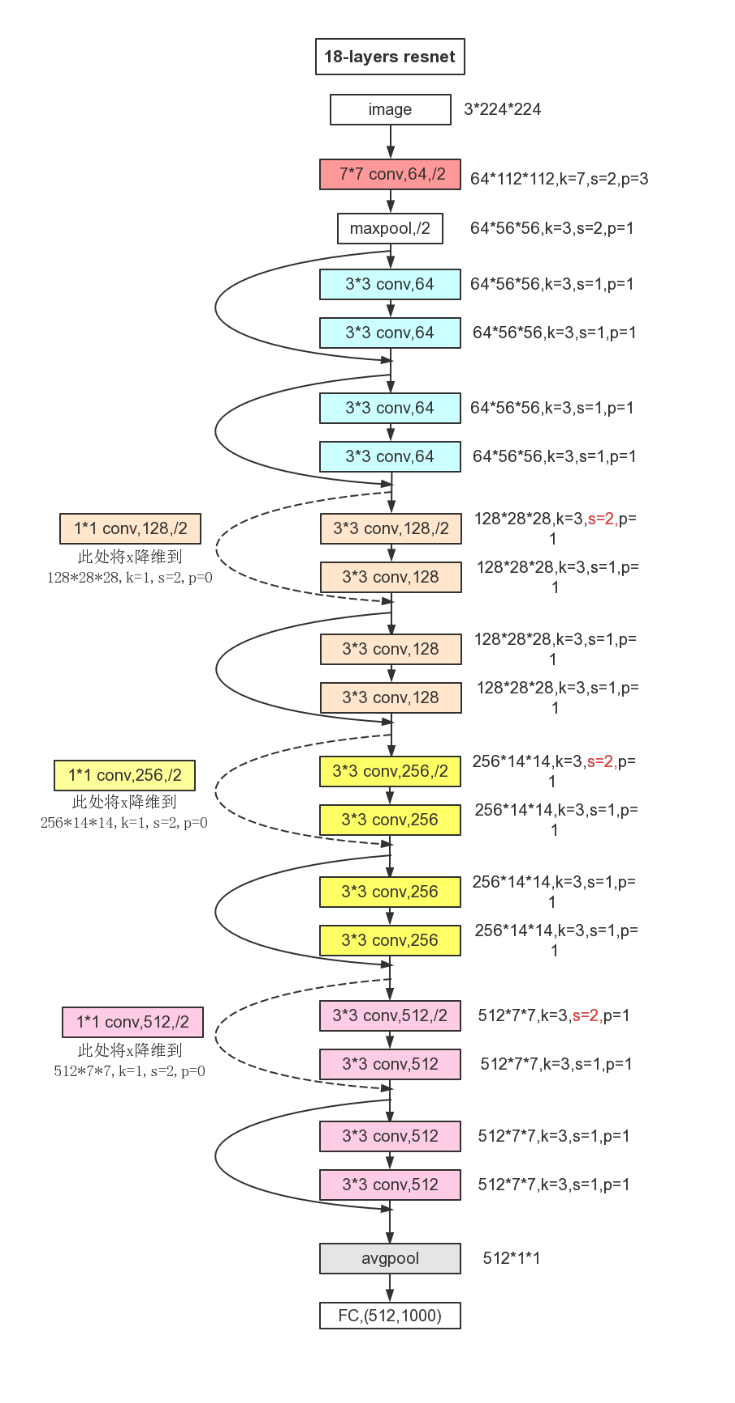 18-layers resnet
image
3*224*224
7*7 conv,64,/2
64*112*112,k=7,s=2,p=3
maxpool,/2
64*56*56,k=3,s=2,p=1
3*3 conv,64
64*56*56,k=3,s=1,p=1
3*3 conv,64
64*56*56,k=3,s=1,p=1
3*3 conv,64
64*56*56,k=3,s=1,p=1
3*3 conv,64
64*56*56,k=3,s=1,p=1
1*1 conv,128,/2
此处将x降维到
128*28*28,k=1,s=2,p=0
3*3 conv,128,/2
128*28*28,k=3,s=2,p=
1
3*3 conv,128
128*28*28,k=3,s=1,p=
1
3*3 conv,128
128*28*28,k=3,s=1,p=
1
3*3 conv,128
128*28*28,k=3,s=1,p=
1
1*1 conv,256,/2
此处将x降维到
256*14*14,k=1,s=2,p=0
3*3 conv,256,/2
256*14*14,k=3,s=2,p=
1
3*3 conv,256
256*14*14,k=3,s=1,p=
1
3*3 conv,256
256*14*14,k=3,s=1,p=
1
3*3 conv,256
256*14*14,k=3,s=1,p=
1
1*1 conv,512,/2
此处将x降维到
512*7*7,k=1,s=2,p=0
3*3 conv,512,/2
512*7*7,k=3,s=2,p=1
3*3 conv,512
512*7*7,k=3,s=1,p=1
3*3 conv,512
512*7*7,k=3,s=1,p=1
3*3 conv,512
512*7*7,k=3,s=1,p=1
avgpool
512*1*1
FC,(512,1000)